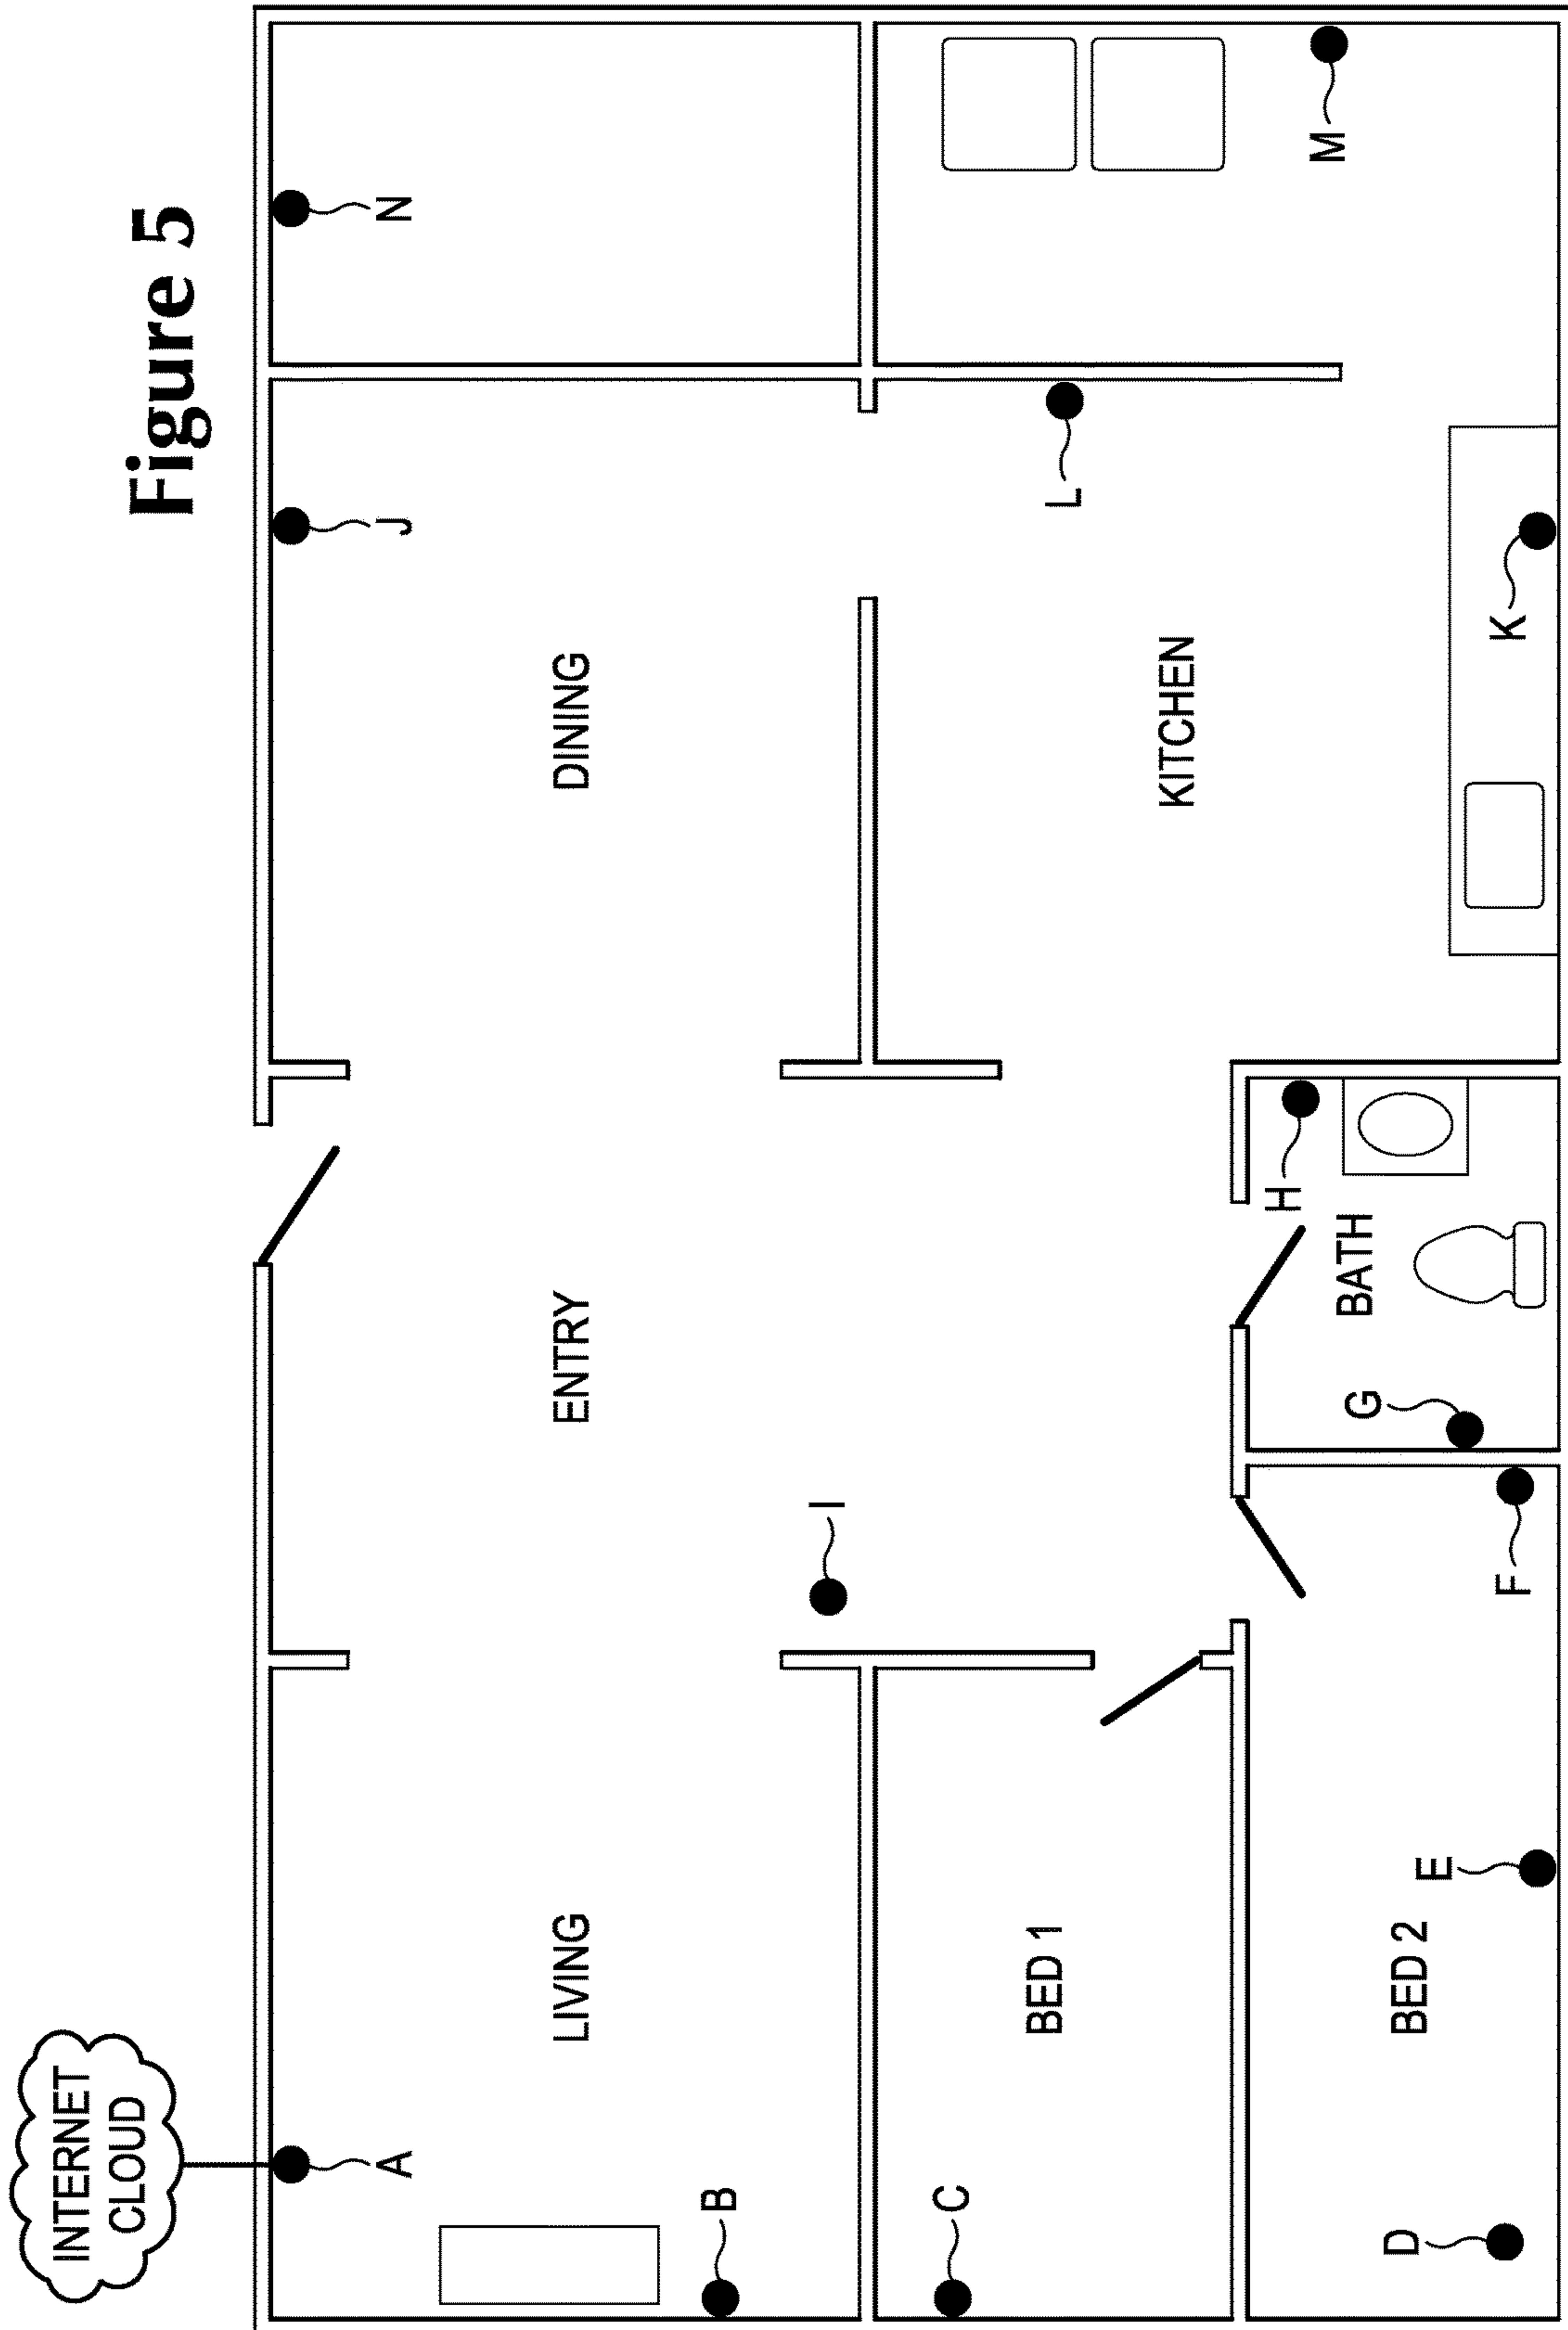 INTERNET
CLOUD
Figure 5
A
J
N
LIVING
ENTRY
DINING
B
I
C
BED 1
L
KITCHEN
H
M
G
BATH
D
BED 2
E
F
K